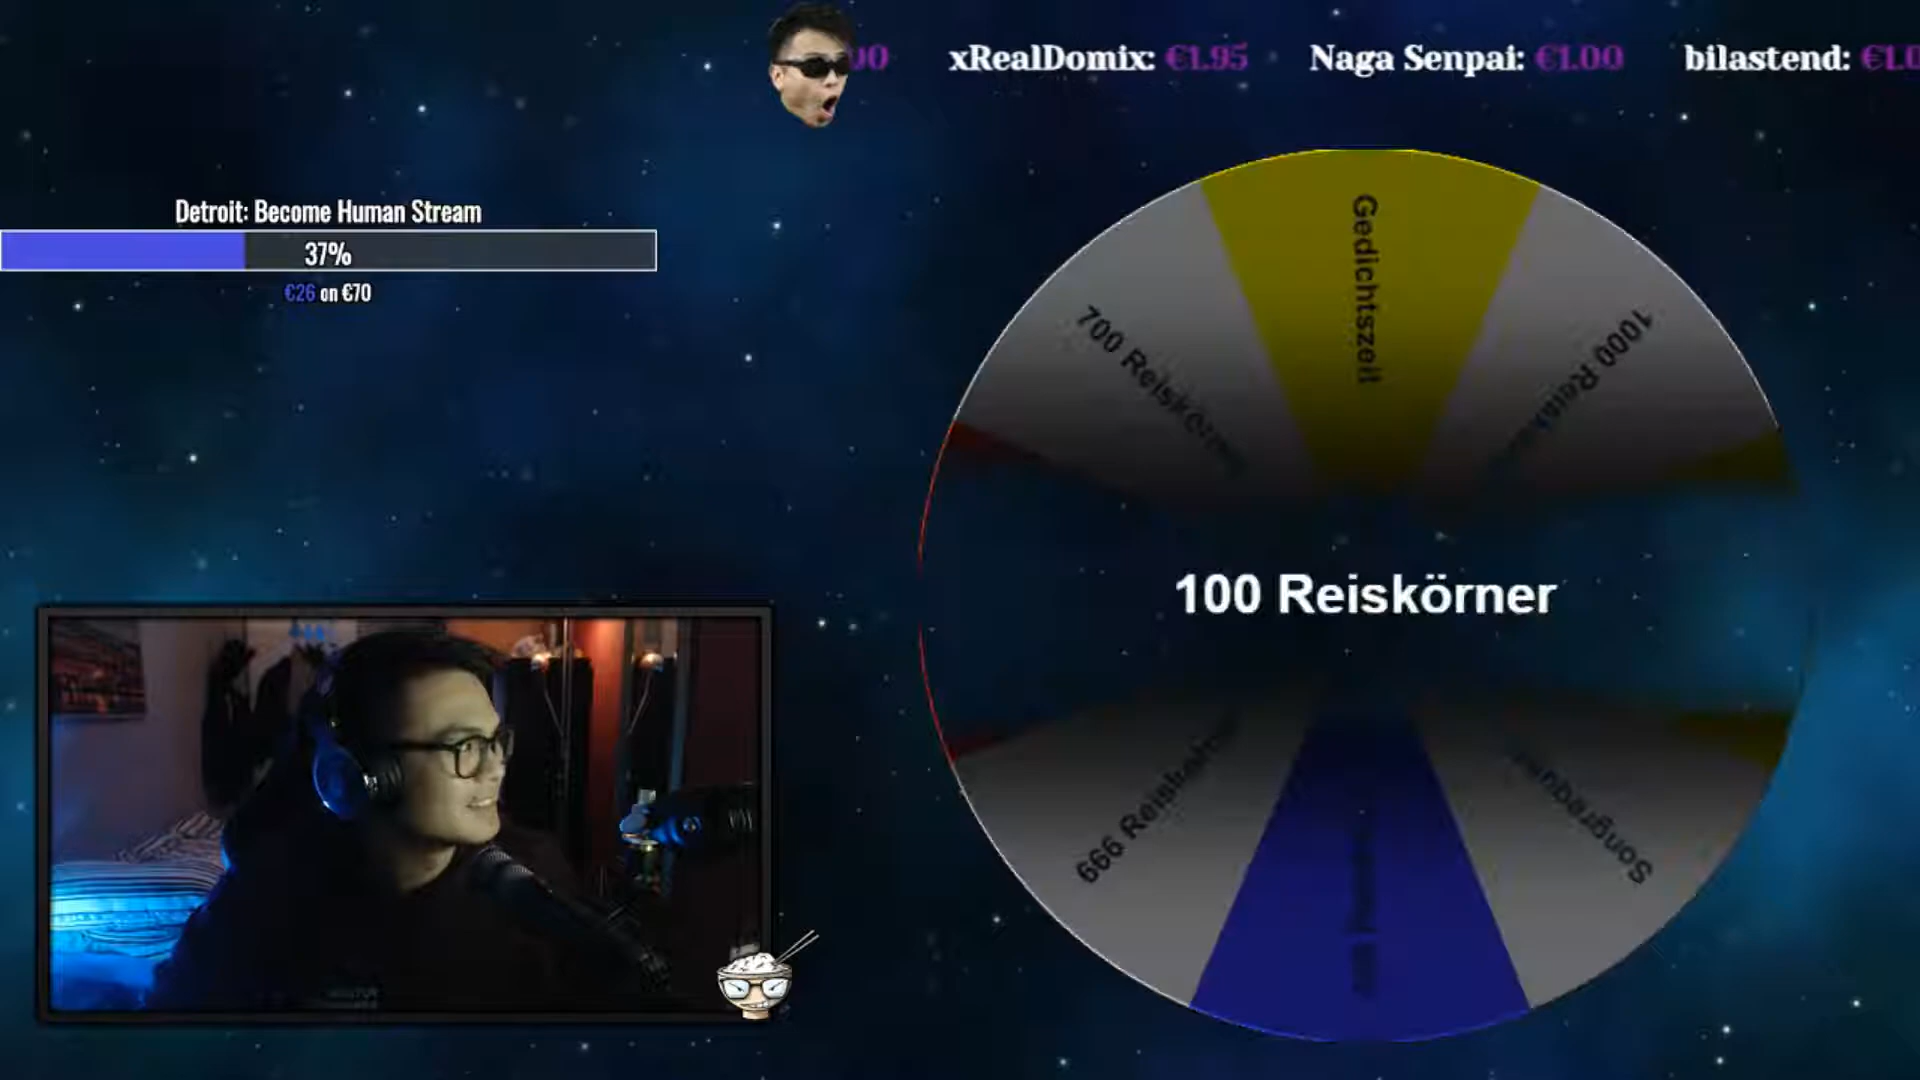 xRealDomix: €1.95 Naga Senpai: €1.00 bilastend:
Detroit: Become Human Stream
37%
€26 on €70
Gedichtszeit
700 Reiskörner
1000
100 Reiskörner
666